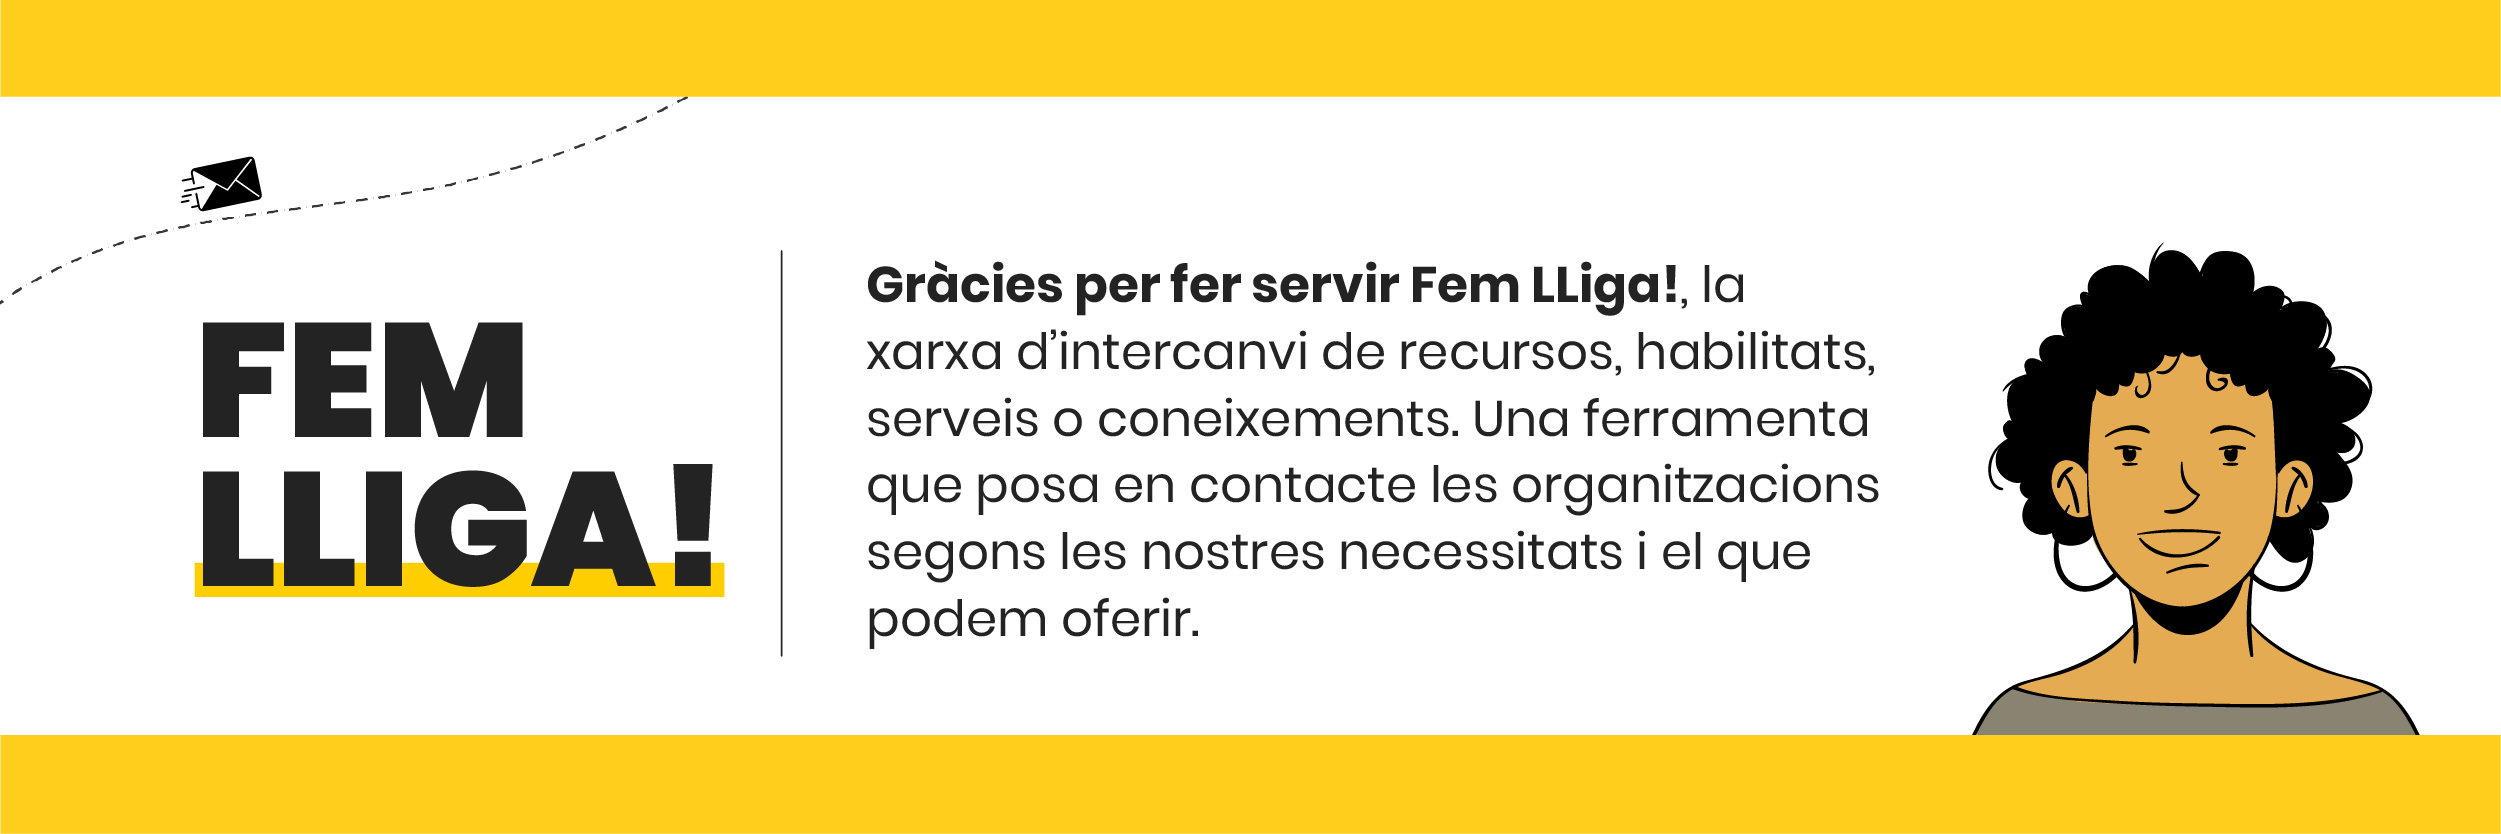 FEM
LLIGA!
Gràcies per fer servir Fem LLiga!, la
xarxa d’intercanvi de recursos, habilitats,
serveis o coneixements. Una ferramenta
que posa en contacte les organitzacions
segons les nostres necessitats i el que
podem oferir.